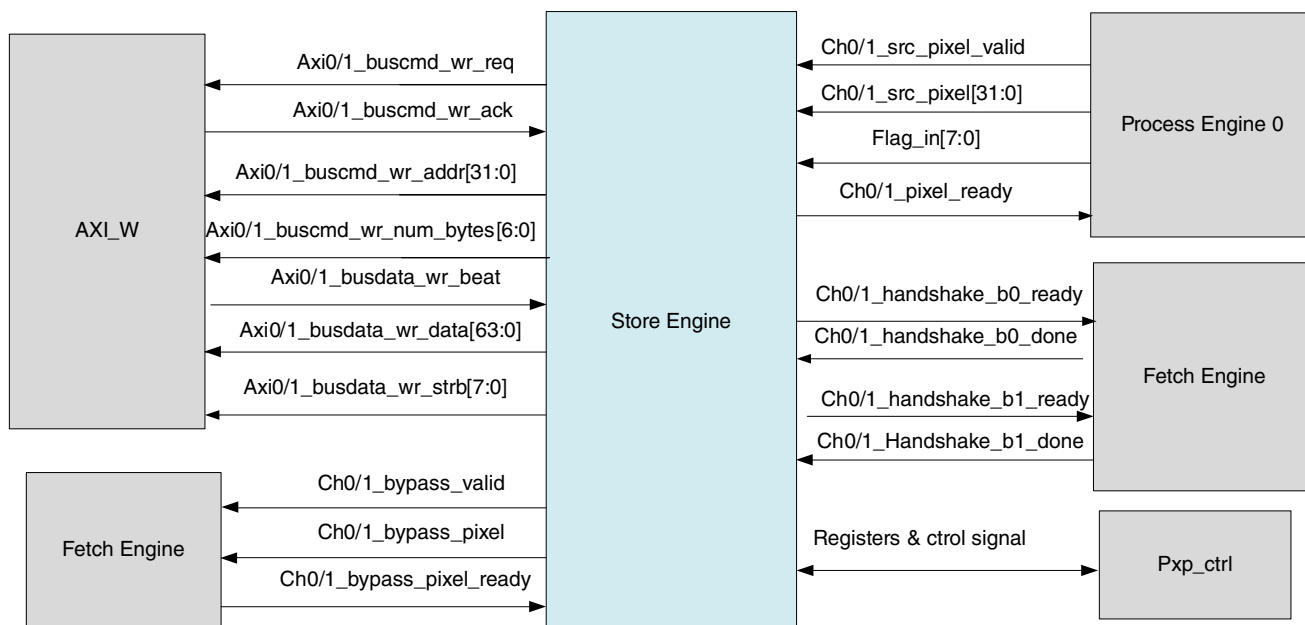 AXI_W
Axi0/1_buscmd_wr_req
Axi0/1_buscmd_wr_ack
Axi0/1_buscmd_wr_addr[31:0]
Axi0/1_buscmd_wr_num_bytes[6:0]
Axi0/1_busdata_wr_beat
Axi0/1_busdata_wr_data[63:0]
Axi0/1_busdata_wr_strb[7:0]
Fetch Engine
Ch0/1_bypass_valid
Ch0/1_bypass_pixel
Ch0/1_bypass_pixel_ready
Store Engine
Ch0/1_src_pixel_valid
Ch0/1_src_pixel[31:0]
Flag_in[7:0]
Ch0/1_pixel_ready
Process Engine 0
Ch0/1_handshake_b0_ready
Ch0/1_handshake_b0_done
Ch0/1_handshake_b1_ready
Ch0/1_Handshake_b1_done
Fetch Engine
Registers & ctrol signal
Pxp_ctrl